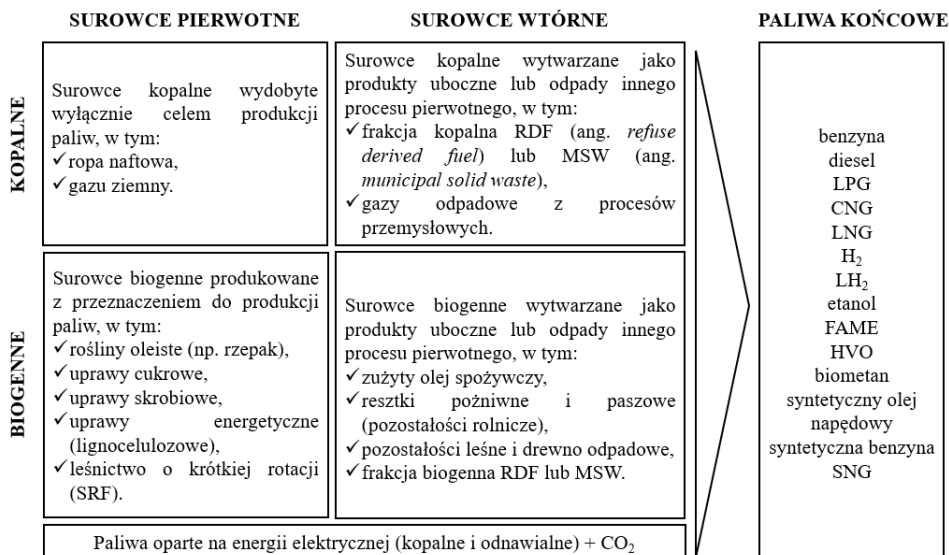 SUROWCE PIERWOTNE
SUROWCE WTÓRNE
PALIWA KOŃCOWE
KOPALNE
Surowce kopalne wydobyte
wyłącznie celem produkcji
paliw, w tym:
✓ropa naftowa,
✓gazu ziemny.
Surowce kopalne wytwarzane jako
produkty uboczne lub odpady innego
procesu pierwotnego, w tym:
✓frakcja kopalna RDF (ang. refuse
derived fuel) lub MSW (ang.
municipal solid waste),
✓gazy odpadowe z procesów
przemysłowych.
BIOGENNE
Surowce biogenne produkowane
z przeznaczeniem do produkcji
paliw, w tym:
✓rośliny oleiste (np. rzepak),
✓uprawy cukrowe,
✓uprawy skrobiowe,
✓uprawy energetyczne
(lignocelulozowe),
✓leśnictwo o krótkiej rotacji
(SRF).
Surowce biogenne wytwarzane jako
produkty uboczne lub odpady innego
procesu pierwotnego, w tym:
✓zużyty olej spożywczy,
✓resztki pożniwne i paszowe
(pozostałości rolnicze),
✓pozostałości leśne i drewno odpadowe,
✓frakcja biogenna RDF lub MSW.
Paliwa oparte na energii elektrycznej (kopalne i odnawialne) + CO₂
benzyna
diesel
LPG
CNG
LNG
H₂
LH₂
etanol
FAME
HVO
biometan
syntetyczny olej
napędowy
syntetyczna benzyna
SNG